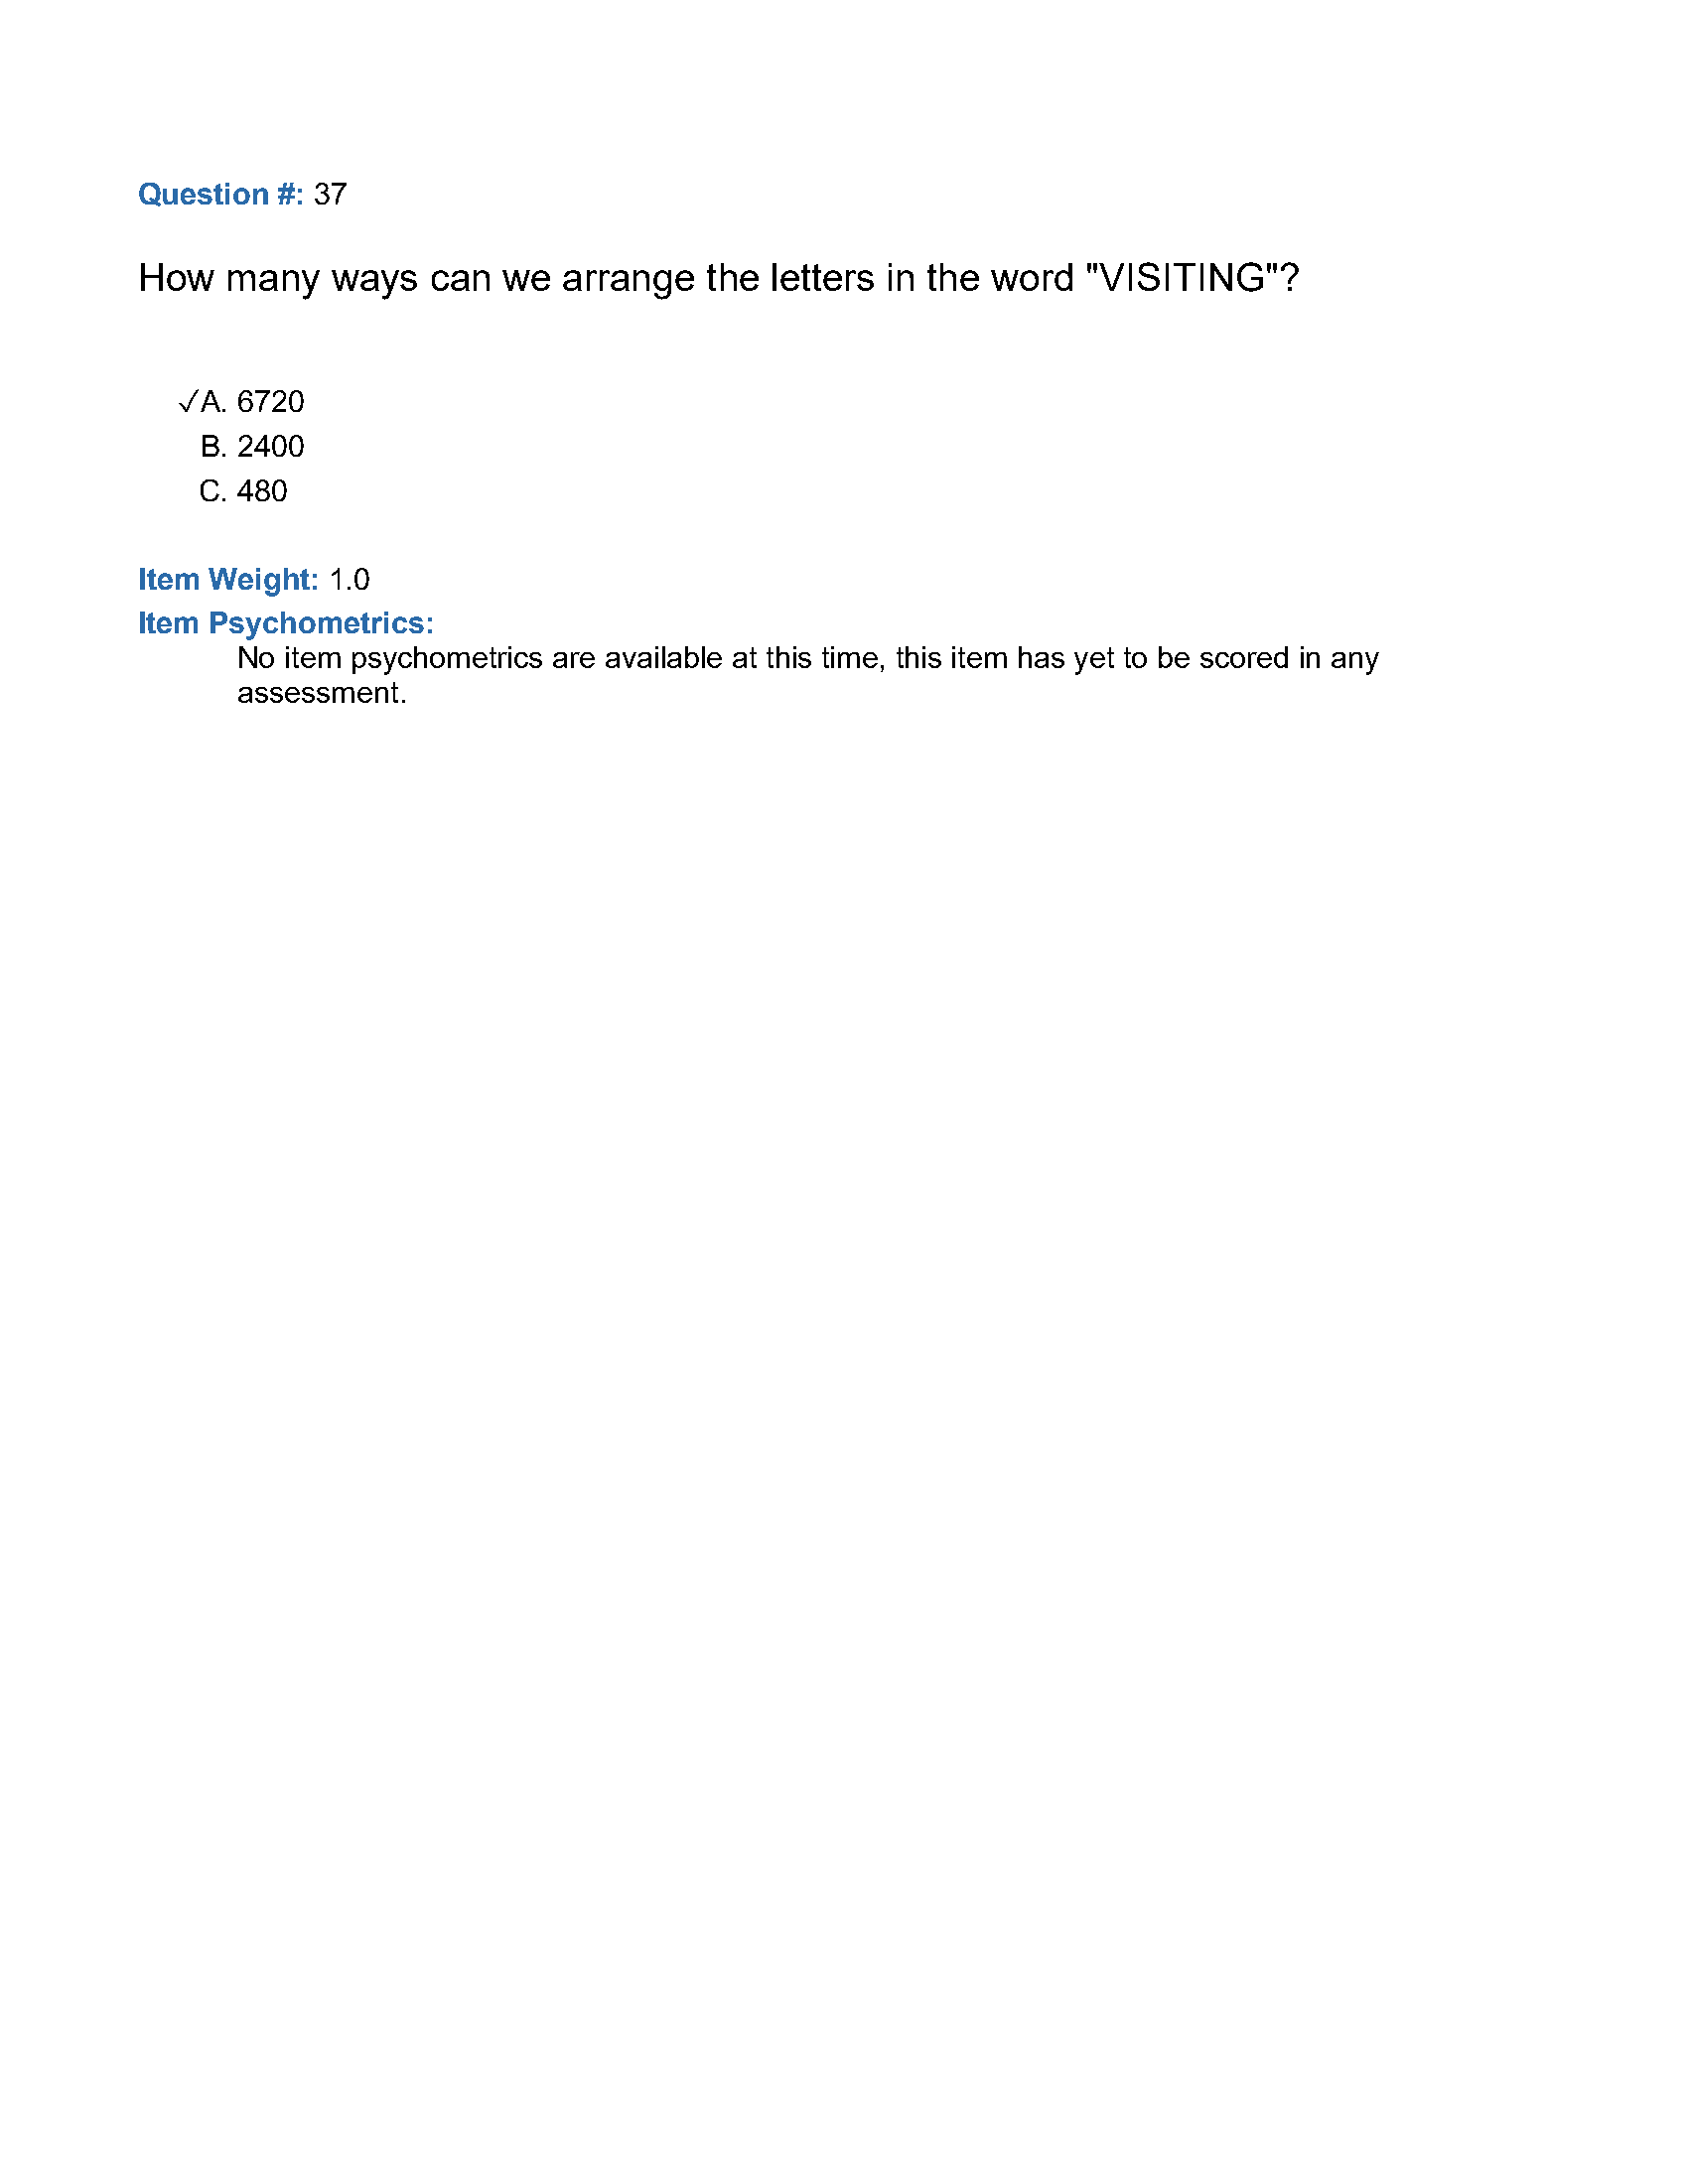 Question #: 37
How many ways can we arrange the letters in the word "VISITING"?
✓A. 6720
B. 2400
C. 480
Item Weight: 1.0
Item Psychometrics:
No item psychometrics are available at this time, this item has yet to be scored in any
assessment.